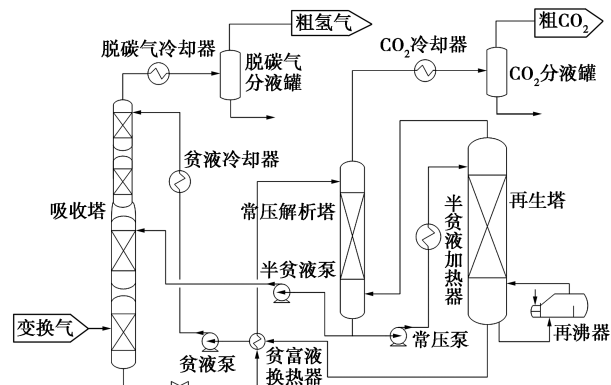 粗氢气
粗CO2
脱碳气冷却器
脱碳气
分液罐
CO2冷却器
CO2分液罐
贫液冷却器
吸收塔
常压解析塔
半贫液加热器
再生塔
半贫液泵
变换气
贫液泵
贫富液
换热器
常压泵
再沸器